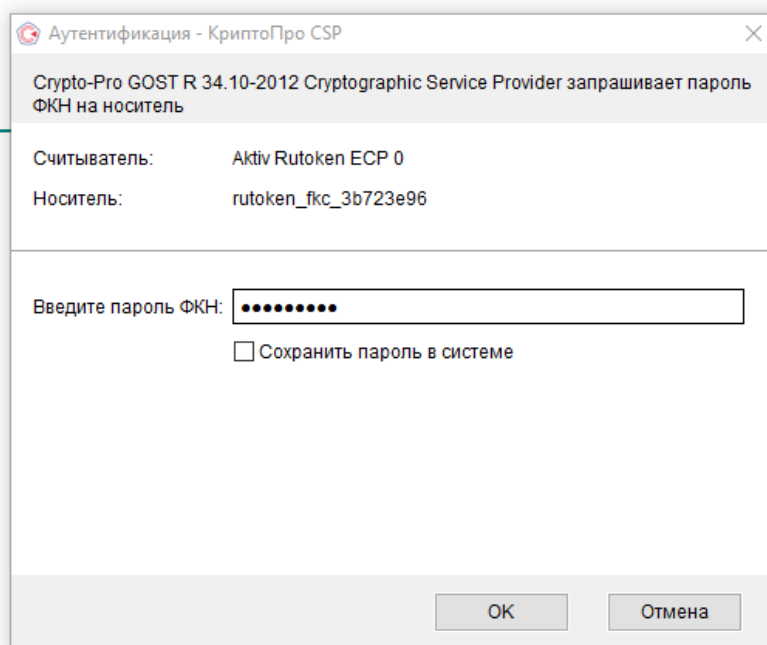 Аутентификация - КриптоПро CSP
Crypto-Pro GOST R 34.10-2012 Cryptographic Service Provider запрашивает пароль
ФКН на носитель
Считыватель: Aktiv Rutoken ECP 0
Носитель: rutoken_fkc_3b723e96
Введите пароль ФКН: •••••••••
Сохранить пароль в системе
OK Отмена